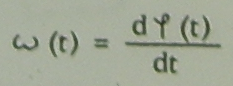 ω (t) = dφ (t) / dt